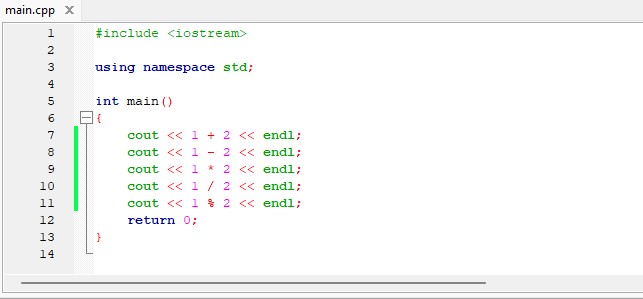 main.cpp X
1 #include <iostream>
2
3 using namespace std;
4
5 int main()
6 {
7 cout << 1 + 2 << endl;
8 cout << 1 - 2 << endl;
9 cout << 1 * 2 << endl;
10 cout << 1 / 2 << endl;
11 cout << 1 % 2 << endl;
12 return 0;
13 }
14